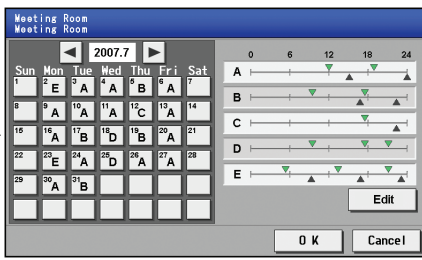 Meeting Room
Meeting Room
2007.7
Sun Mon Tue Wed Thu Fri Sat
1 2 E 3 A 4 A 5 B 6 A 7
8 9 A 10 A 11 A 12 C 13 A 14
15 16 A 17 B 18 D 19 B 20 A 21
22 23 E 24 A 25 D 26 A 27 A 28
29 30 A 31 B
0 6 12 18 24
A
B
C
D
E
Edit
OK Cancel